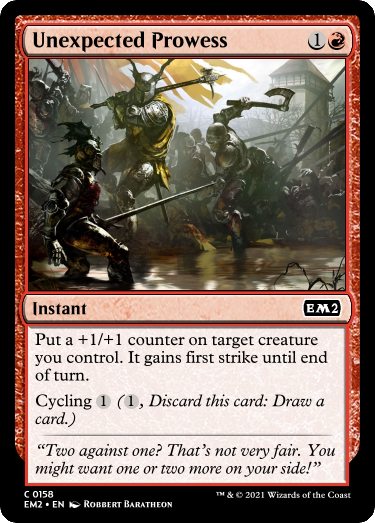 Unexpected Prowess 1
Instant EM2
Put a +1/+1 counter on target creature
you control. It gains first strike until end
of turn.
Cycling 1 (1, Discard this card: Draw a
card.)
“Two against one? That's not very fair. You
might want one or two more on your side!”
C 0158
EM2 • EN Robbert Baratheon
™ & © 2021 Wizards of the Coast